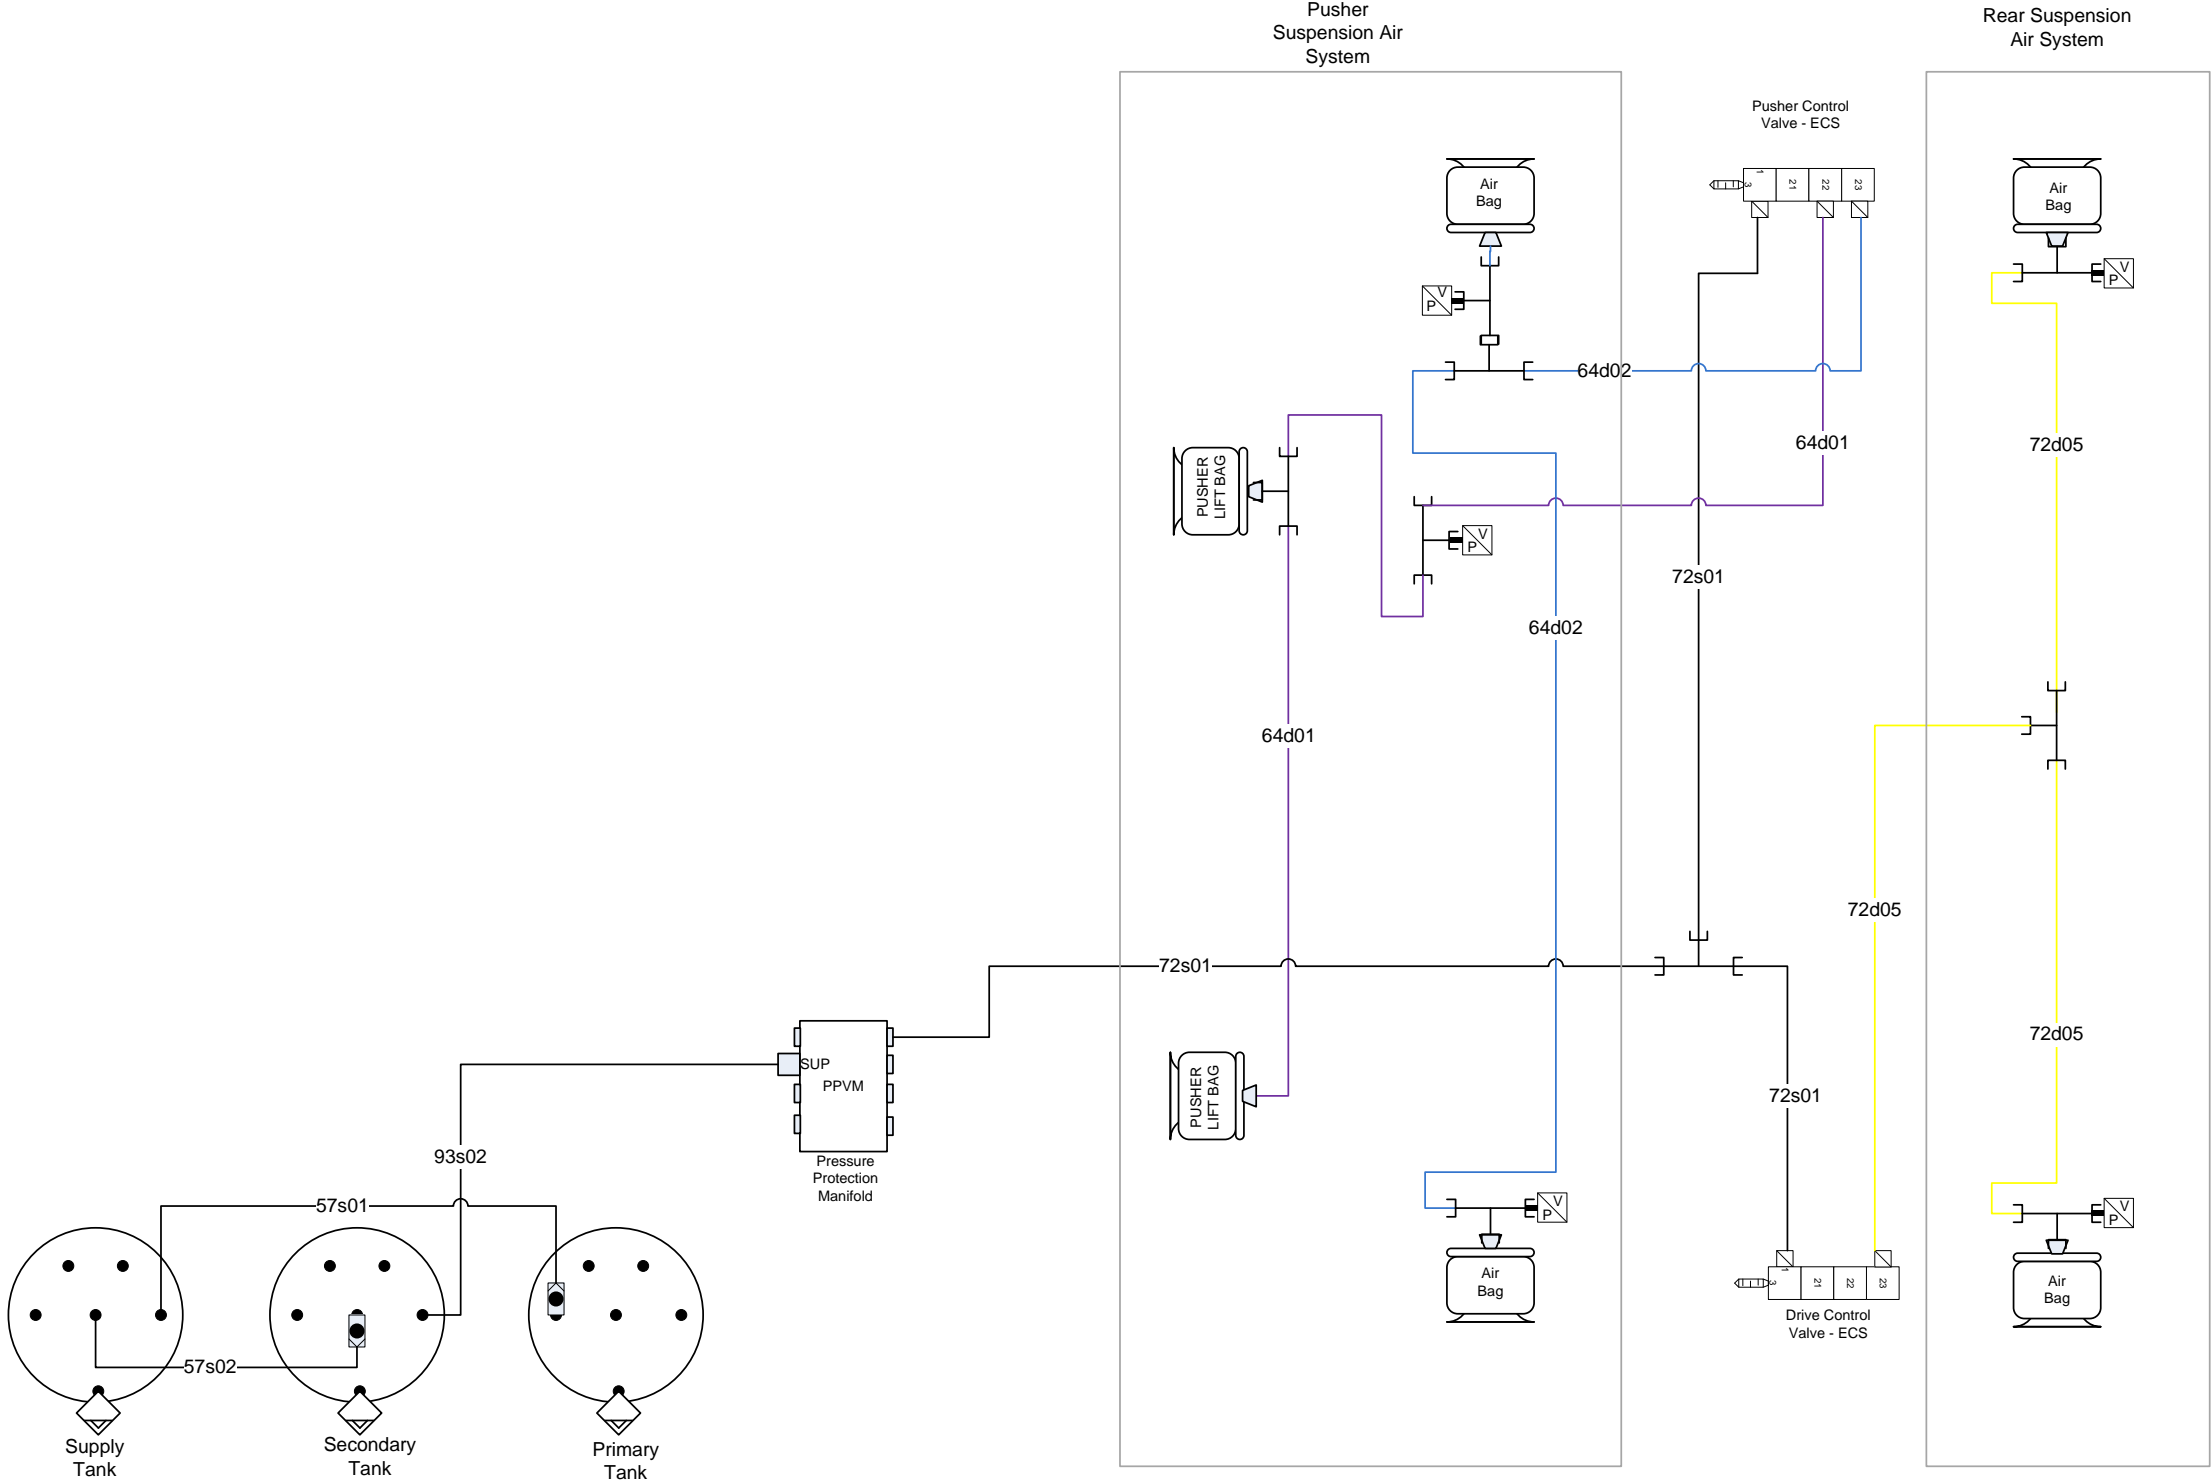 Pusher
Suspension Air
System
Rear Suspension
Air System
Pusher Control
Valve - ECS
1
3
21
22
23
Air
Bag
Air
Bag
V
P
V
P
64d02
64d01
72d05
PUSHER
LIFT BAG
V
P
72s01
64d02
64d01
72d05
72s01
72s01
72d05
SUP
PPVM
Pressure
Protection
Manifold
PUSHER
LIFT BAG
93s02
57s01
57s02
V
P
V
P
Air
Bag
1
3
21
22
23
Drive Control
Valve - ECS
Air
Bag
Supply
Tank
Secondary
Tank
Primary
Tank